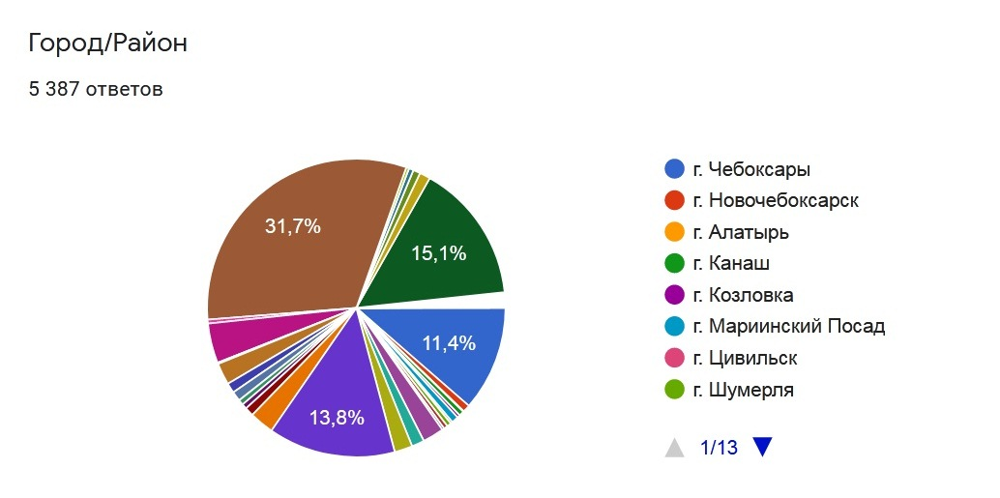 Город/Район
5 387 ответов
31,7%
15,1%
11,4%
13,8%
г. Чебоксары
г. Новочебоксарск
г. Алатырь
г. Канаш
г. Козловка
г. Мариинский Посад
г. Цивильск
г. Шумерля
1/13